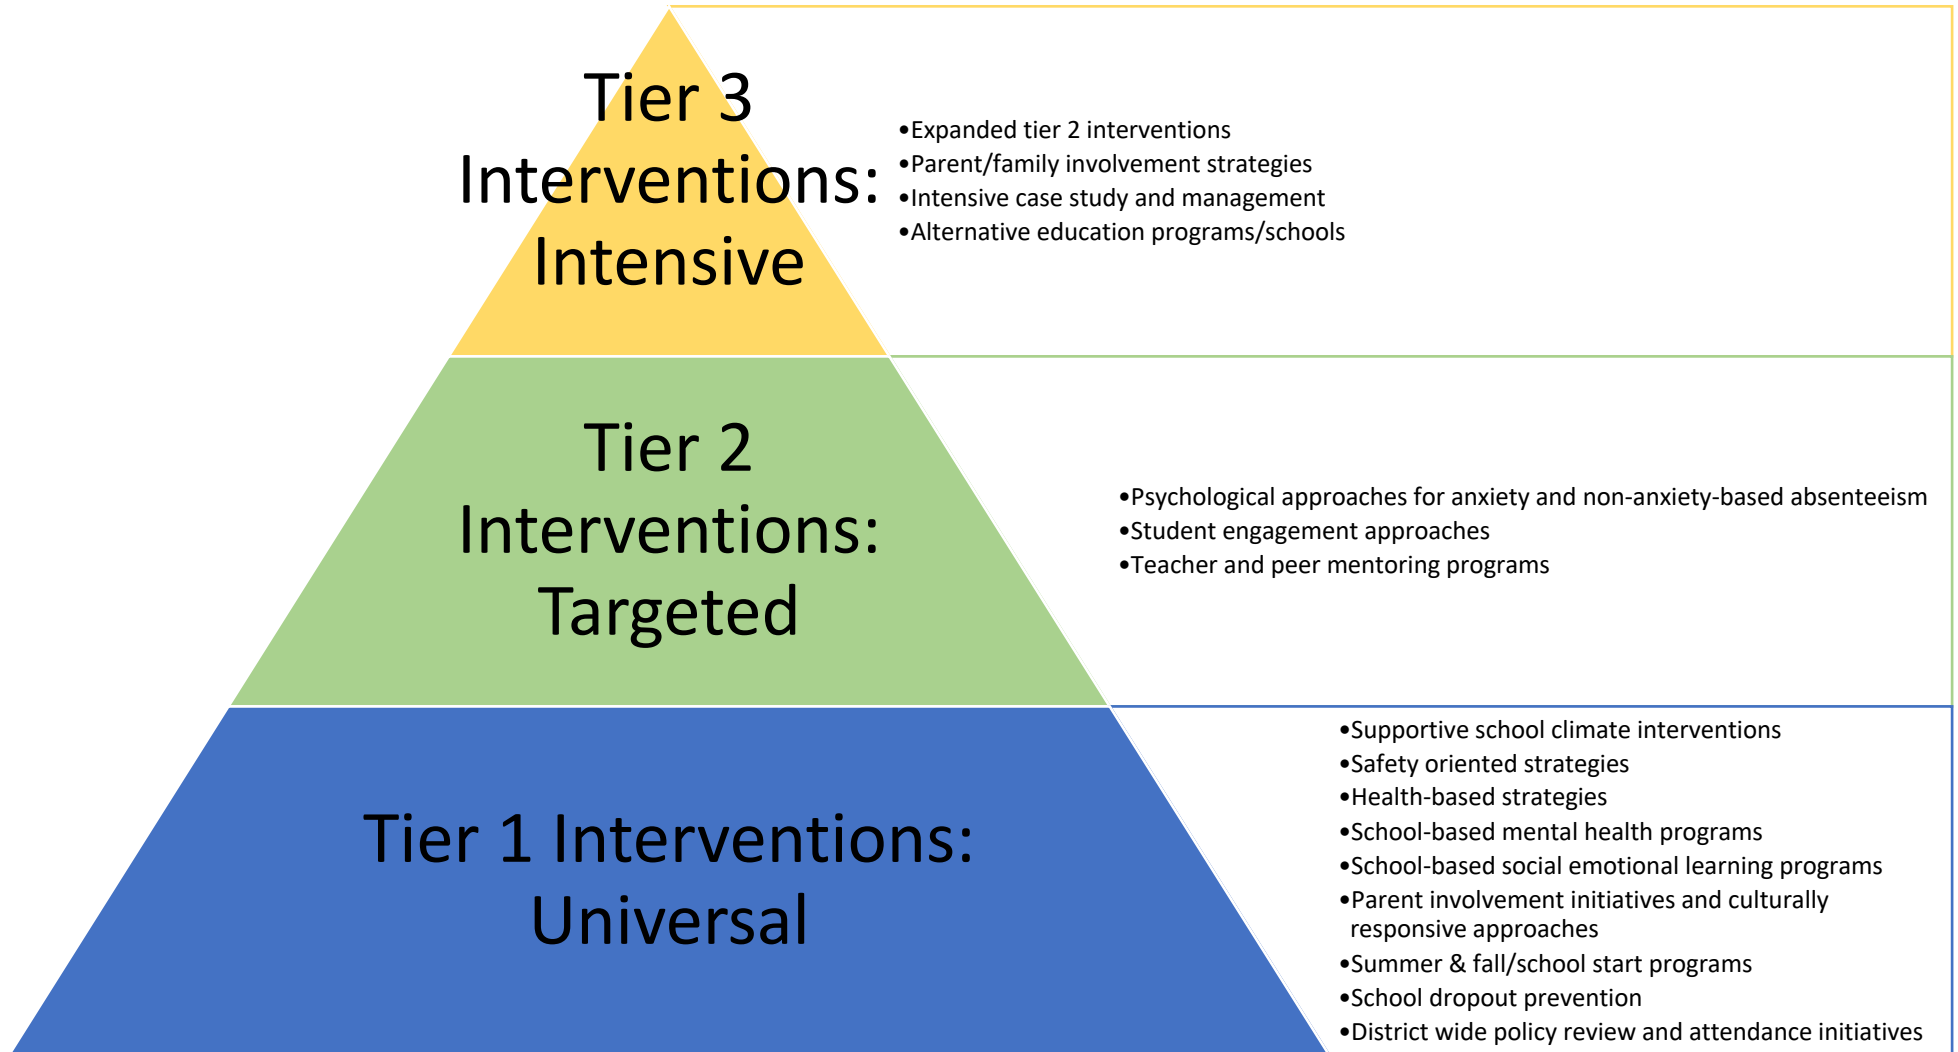 Tier 3
Interventions:
Intensive
•Expanded tier 2 interventions
•Parent/family involvement strategies
•Intensive case study and management
•Alternative education programs/schools
Tier 2
Interventions:
Targeted
•Psychological approaches for anxiety and non-anxiety-based absenteeism
•Student engagement approaches
•Teacher and peer mentoring programs
Tier 1 Interventions:
Universal
•Supportive school climate interventions
•Safety oriented strategies
•Health-based strategies
•School-based mental health programs
•School-based social emotional learning programs
•Parent involvement initiatives and culturally
responsive approaches
•Summer & fall/school start programs
•School dropout prevention
•District wide policy review and attendance initiatives